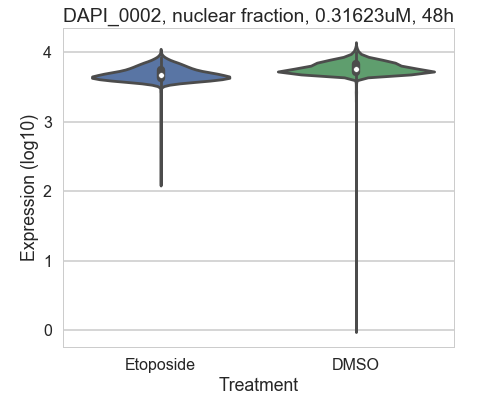 DAPI_0002, nuclear fraction, 0.31623uM, 48h
Expression (log10)
4
3
2
1
0
Etoposide
DMSO
Treatment